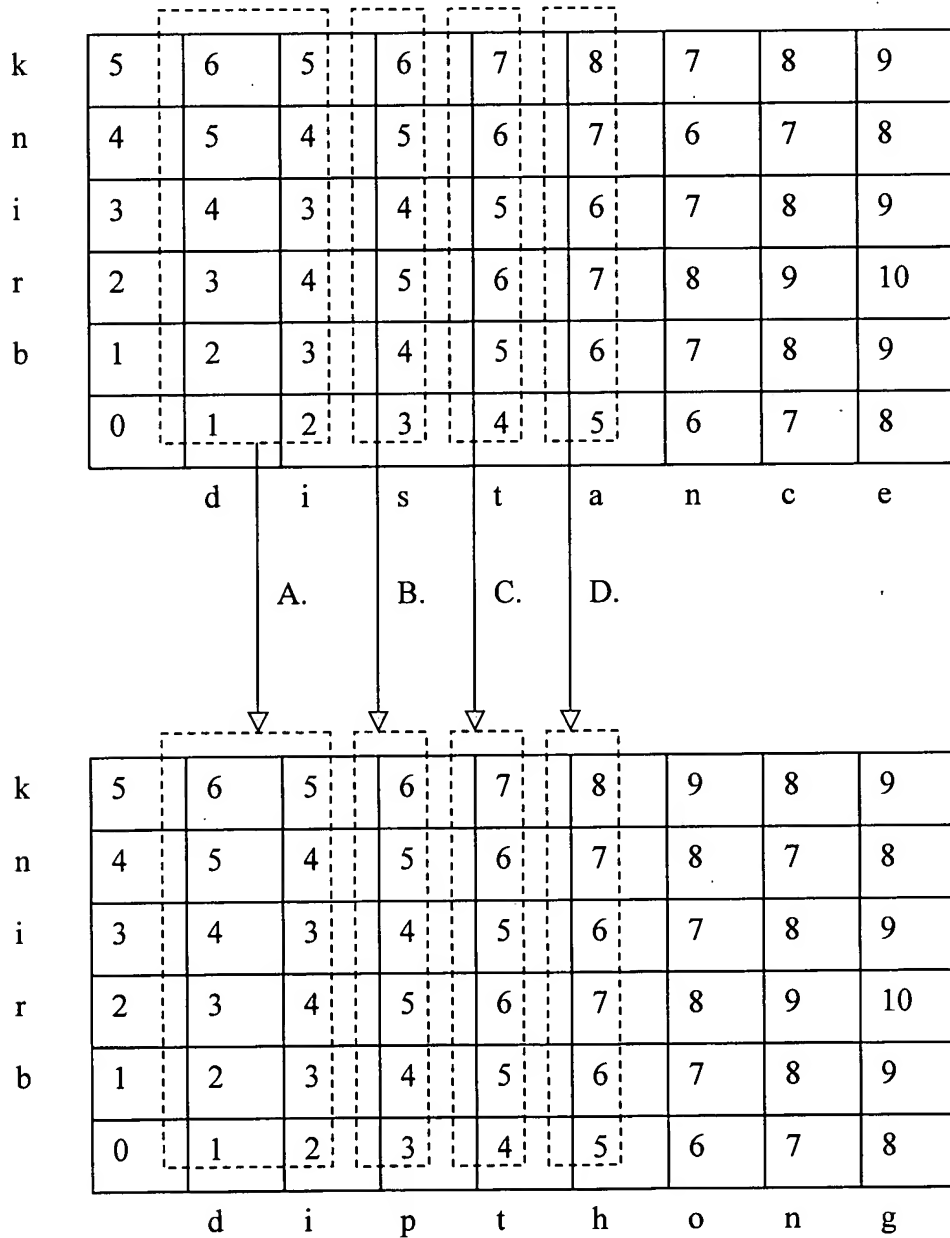 k 5 6 5 6 7 8 7 8 9
n 4 5 4 5 6 7 6 7 8
i 3 4 3 4 5 6 7 8 9
r 2 3 4 5 6 7 8 9 10
b 1 2 3 4 5 6 7 8 9
0 1 2 3 4 5 6 7 8
d i s t a n c e
A. B. C. D.
k 5 6 5 6 7 8 9 8 9
n 4 5 4 5 6 7 8 7 8
i 3 4 3 4 5 6 7 8 9
r 2 3 4 5 6 7 8 9 10
b 1 2 3 4 5 6 7 8 9
0 1 2 3 4 5 6 7 8
d i p t h o n g